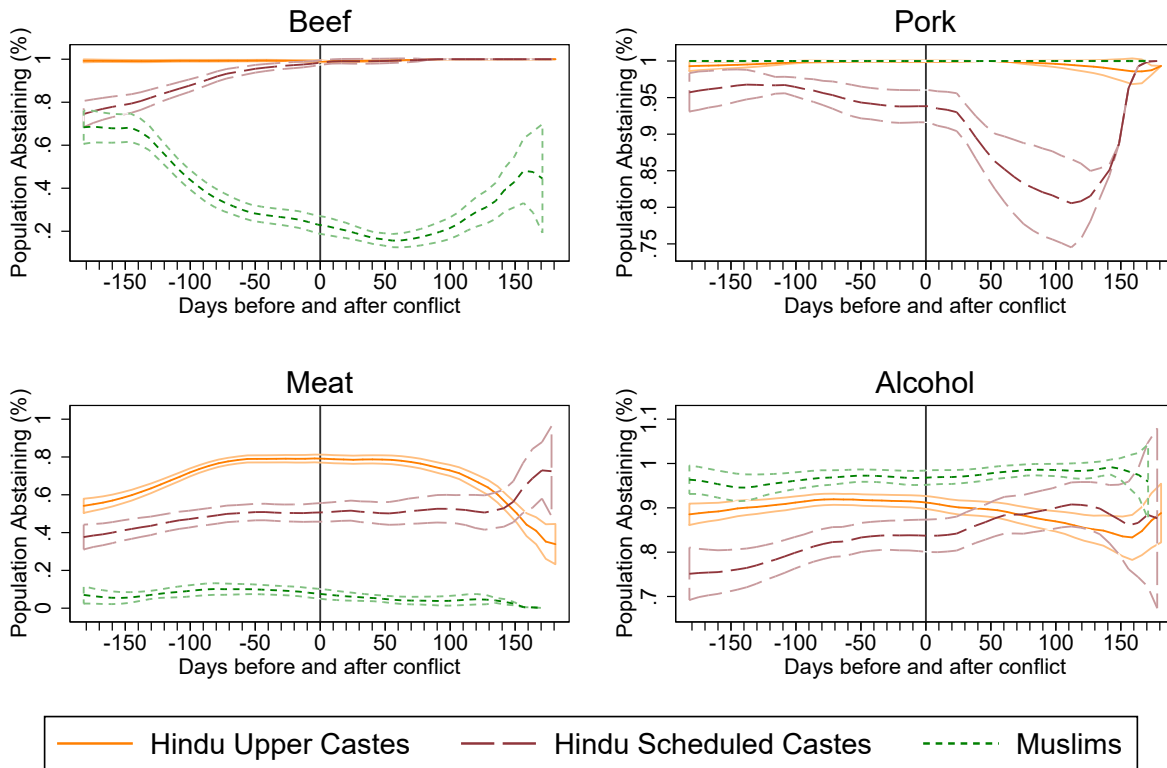 Beef
Population Abstaining (%)
1
.8
.6
.4
.2
-150 -100 -50 0 50 100 150
Days before and after conflict
Pork
Population Abstaining (%)
1
.95
.9
.85
.8
.75
-150 -100 -50 0 50 100 150
Days before and after conflict
Meat
Population Abstaining (%)
1
.8
.6
.4
.2
0
-150 -100 -50 0 50 100 150
Days before and after conflict
Alcohol
Population Abstaining (%)
1.1
1
.9
.8
.7
-150 -100 -50 0 50 100 150
Days before and after conflict
Hindu Upper Castes Hindu Scheduled Castes Muslims